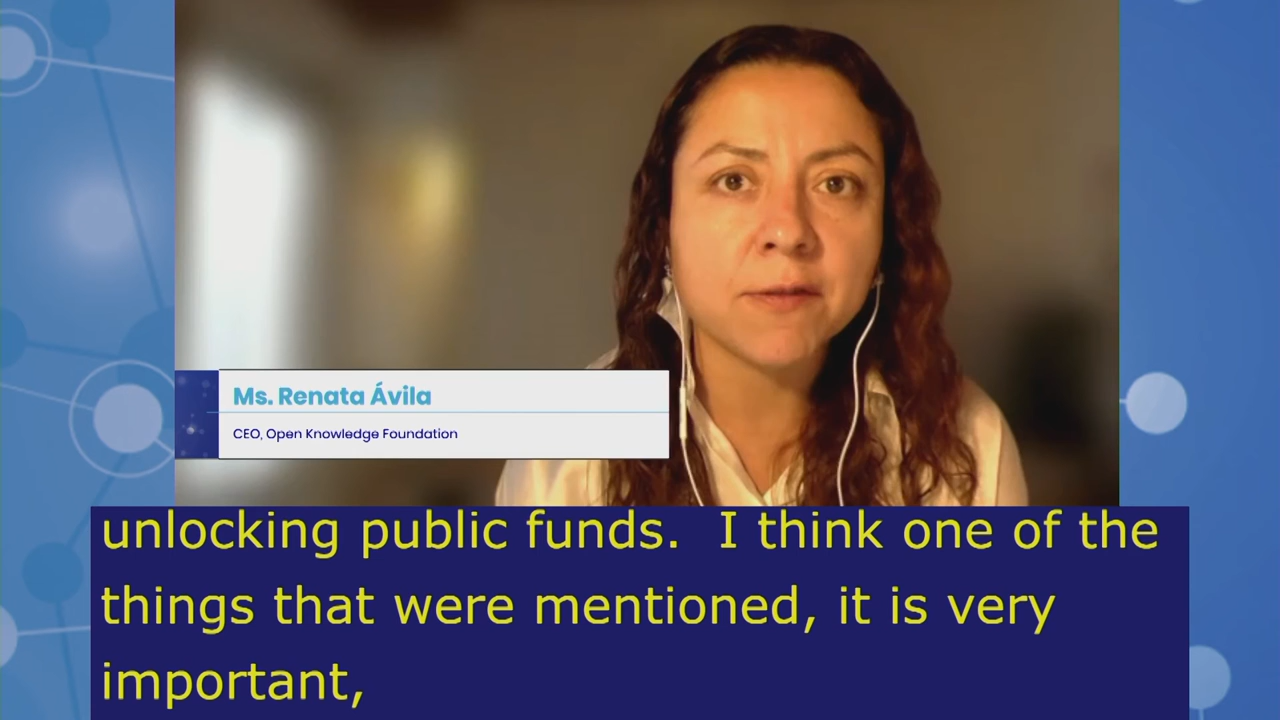 Ms. Renata Ávila
CEO, Open Knowledge Foundation
unlocking public funds.  I think one of the
things that were mentioned, it is very
important,